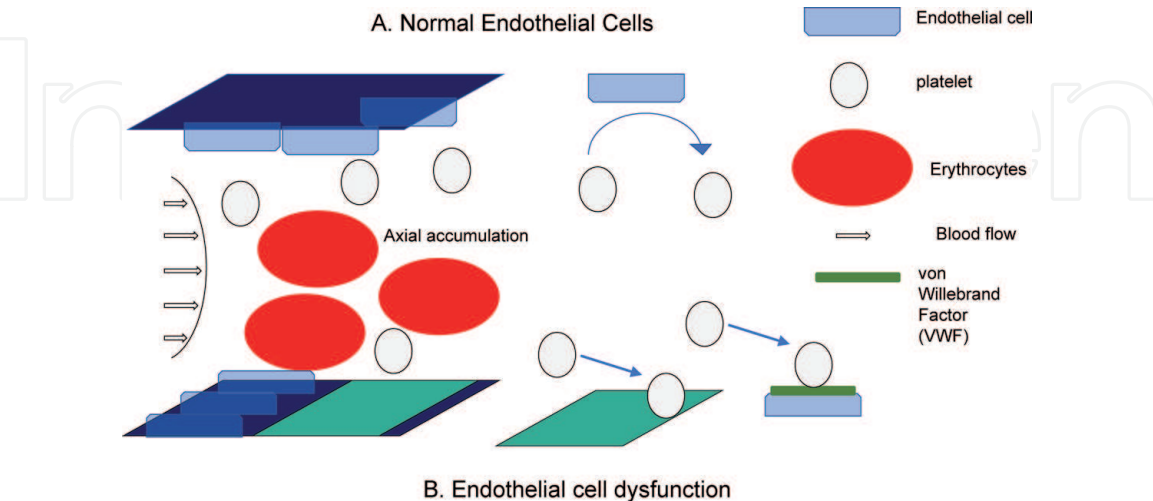 A. Normal Endothelial Cells
Endothelial cell
platelet
Erythrocytes
Axial accumulation
Blood flow
von
Willebrand
Factor
(VWF)
B. Endothelial cell dysfunction